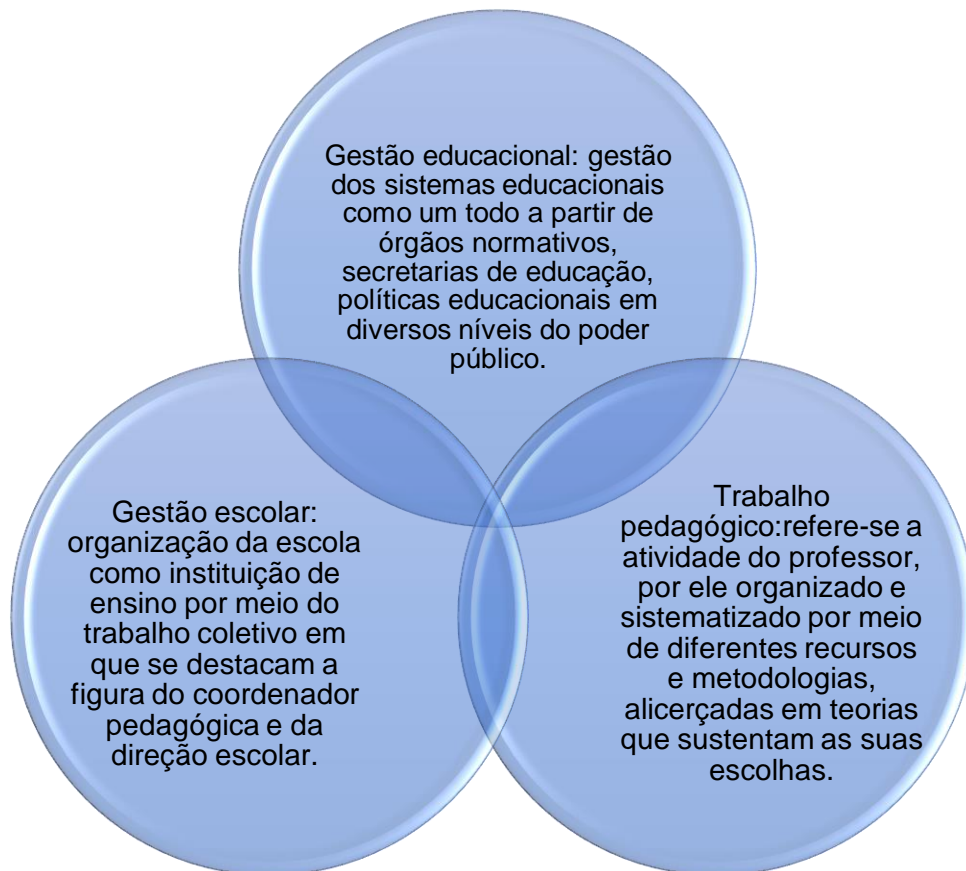 Gestão educacional: gestão
dos sistemas educacionais
como um todo a partir de
órgãos normativos,
secretarias de educação,
políticas educacionais em
diversos níveis do poder
público.
Gestão escolar:
organização da escola
como instituição de
ensino por meio do
trabalho coletivo em
que se destacam a
figura do coordenador
pedagógica e da
direção escolar.
Trabalho
pedagógico:refere-se a
atividade do professor,
por ele organizado e
sistematizado por meio
de diferentes recursos
e metodologias,
alicerçadas em teorias
que sustentam as suas
escolhas.